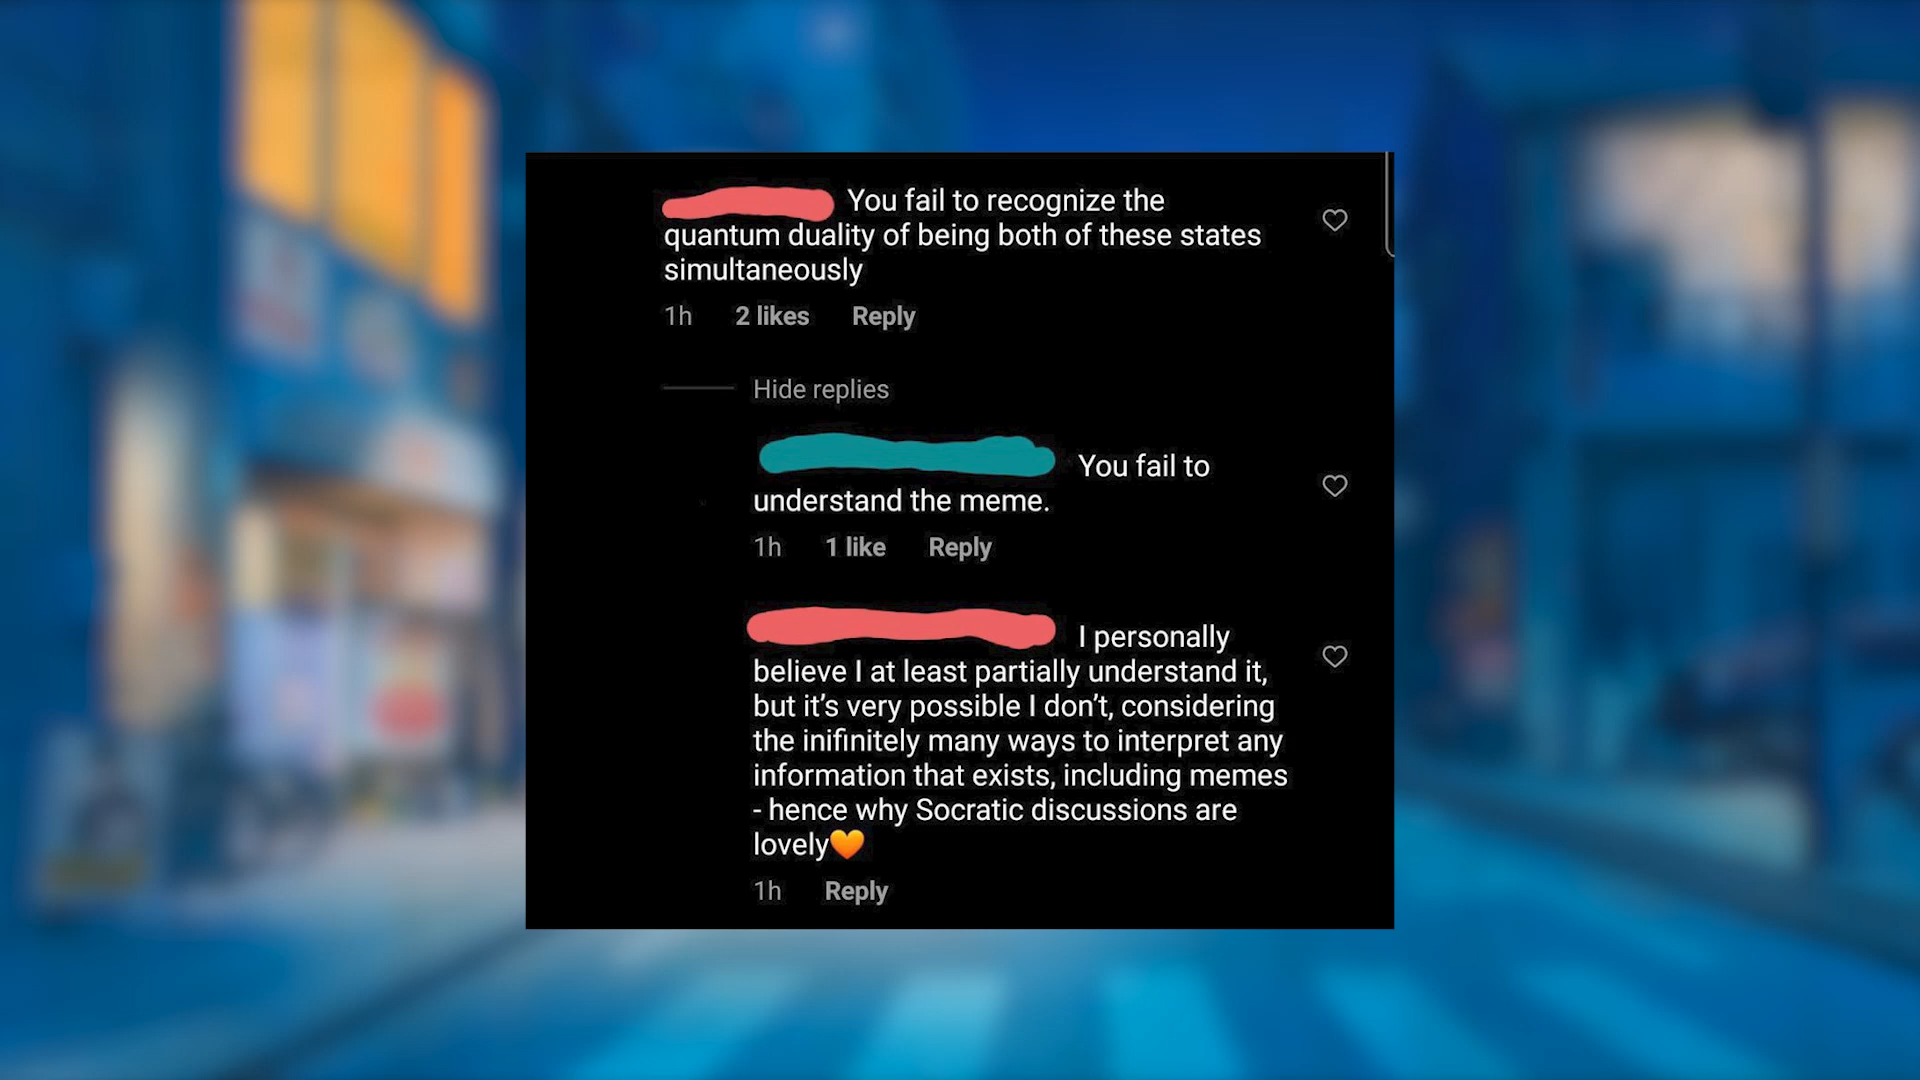 You fail to recognize the
quantum duality of being both of these states
simultaneously
1h 2 likes Reply
Hide replies
You fail to
understand the meme.
1h 1 like Reply
I personally
believe I at least partially understand it,
but it's very possible I don't, considering
the inifinitely many ways to interpret any
information that exists, including memes
- hence why Socratic discussions are
lovely🧡
1h Reply